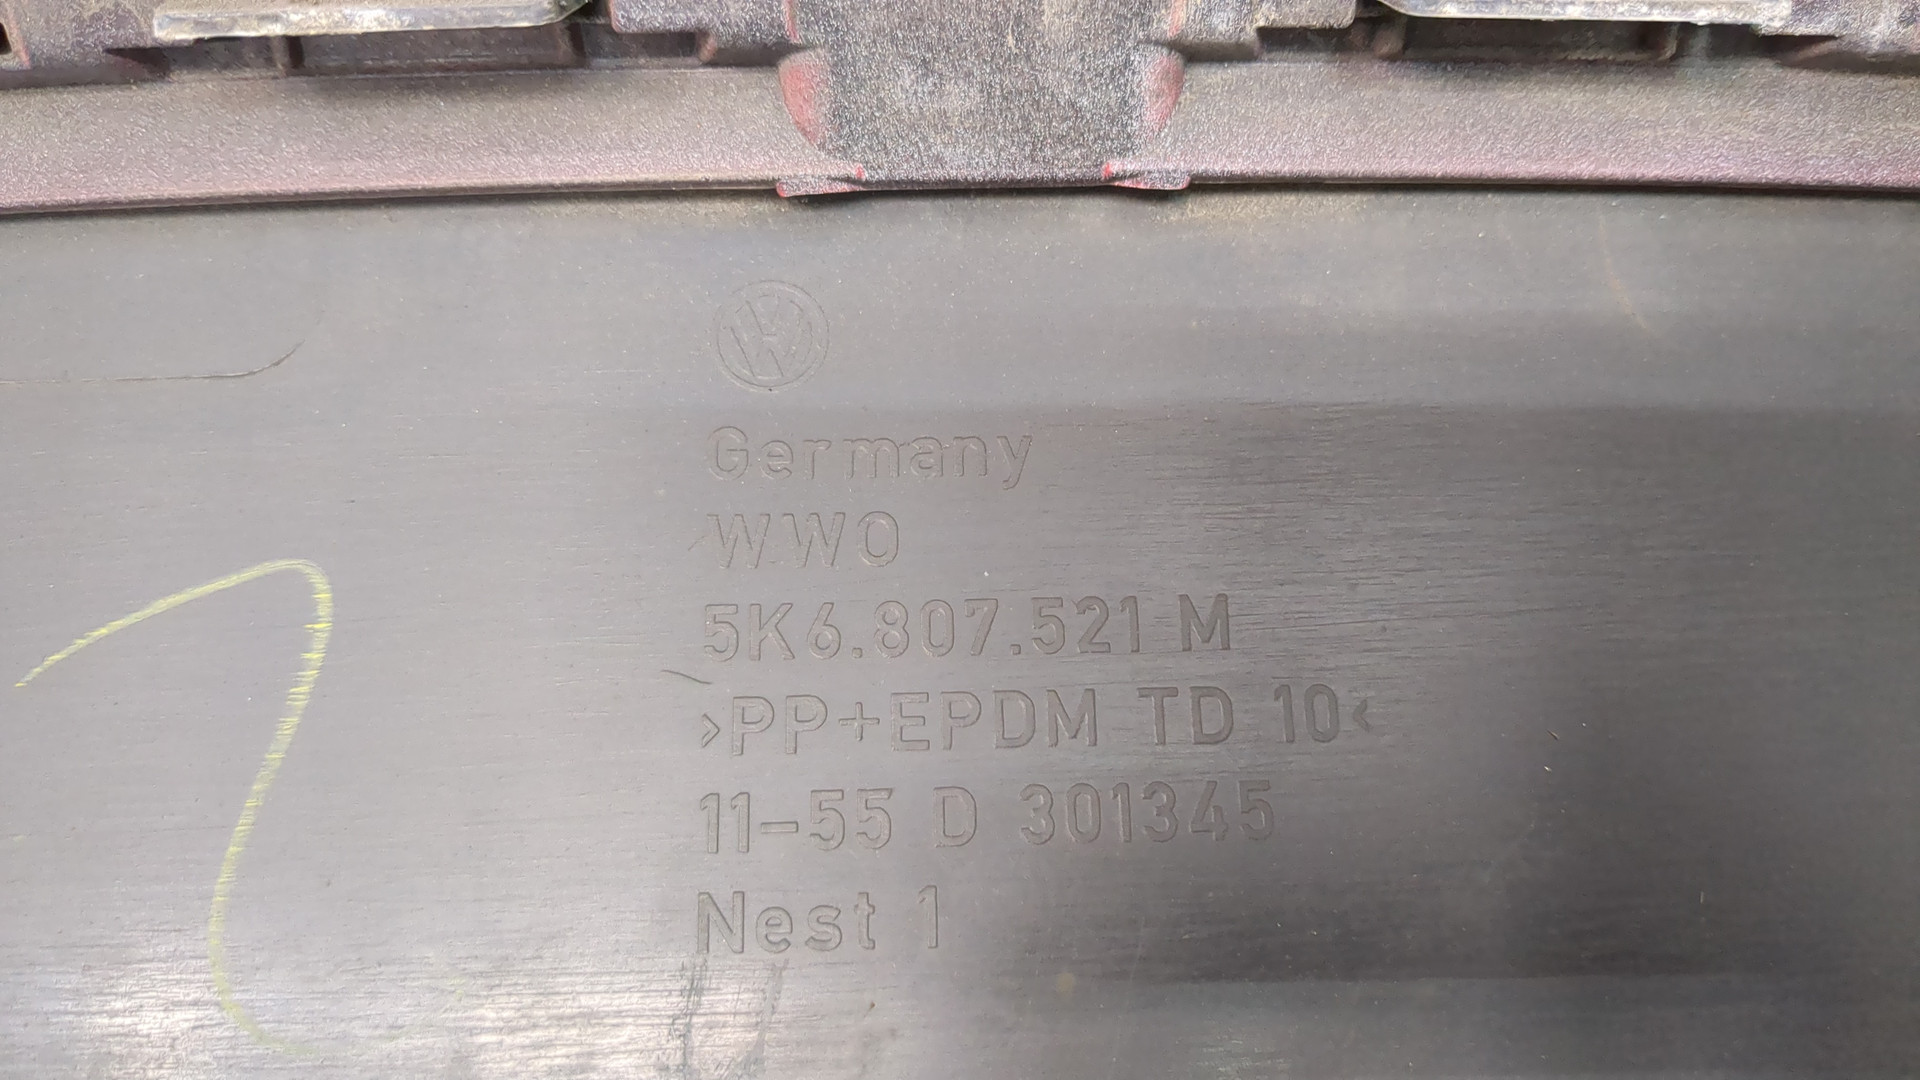 Germany
WWO
5K6.807.521 M
>PP+EPDM TD 10<
11-55 D 301345
Nest 1